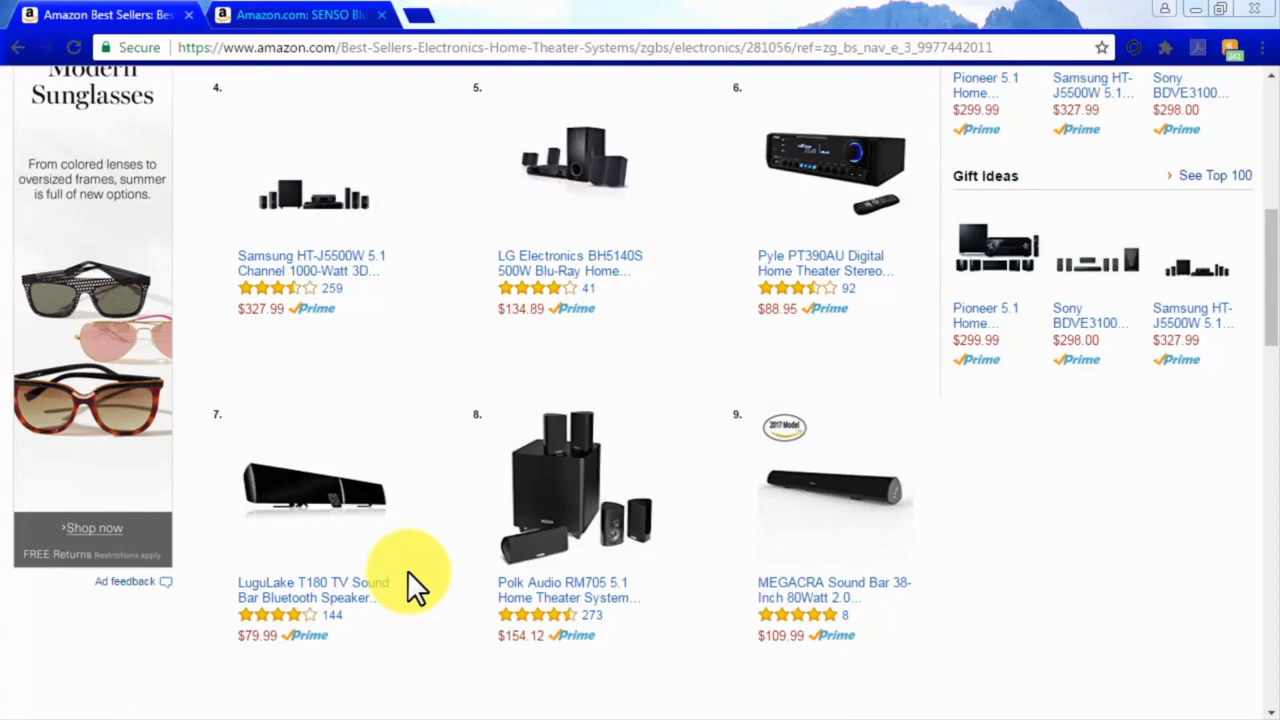 Amazon Best Sellers: Bes
Amazon.com: SENSO Blu
Secure
https://www.amazon.com/Best-Sellers-Electronics-Home-Theater-Systems/zgbs/electronics/281056/ref=zg_bs_nav_e_3_9977442011
241
Modern
Sunglasses
From colored lenses to
oversized frames, summer
is full of new options.
›Shop now
FREE Returns Restrictions apply.
Ad feedback
4.
Samsung HT-J5500W 5.1
Channel 1000-Watt 3D...
259
$327.99 Prime
5.
LG Electronics BH5140S
500W Blu-Ray Home...
41
$134.89 Prime
6.
Pyle PT390AU Digital
Home Theater Stereo...
92
$88.95 Prime
7.
LuguLake T180 TV Sound
Bar Bluetooth Speaker...
144
$79.99 Prime
8.
Polk Audio RM705 5.1
Home Theater System...
273
$154.12 Prime
9.
2017 Model
MEGACRA Sound Bar 38-
Inch 80Watt 2.0...
8
$109.99 Prime
Pioneer 5.1
Home...
$299.99
Prime
Samsung HT-
J5500W 5.1...
$327.99
Prime
Sony
BDVE3100...
$298.00
Prime
Gift Ideas
› See Top 100
Pioneer 5.1
Home...
$299.99
Prime
Sony
BDVE3100...
$298.00
Prime
Samsung HT-
J5500W 5.1...
$327.99
Prime